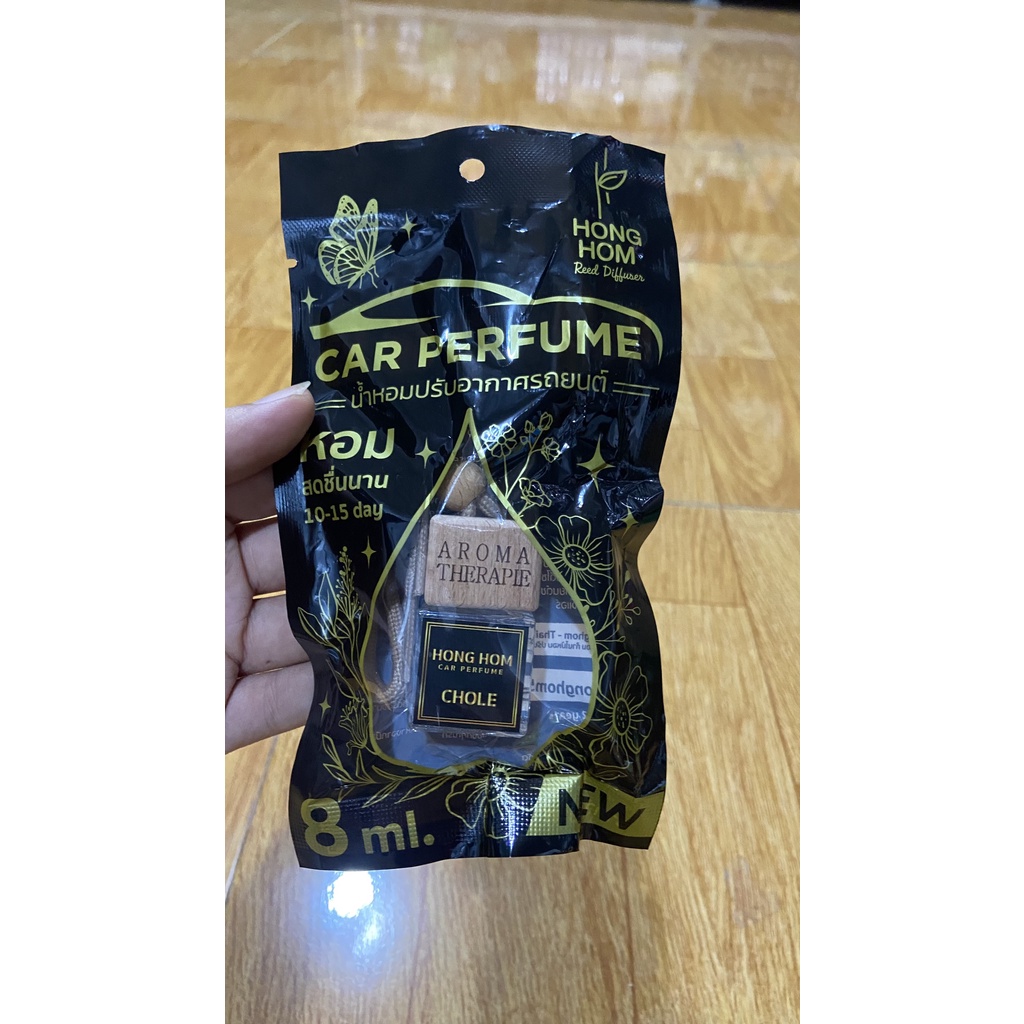 HONG
HOM
Reed Diffuser
CAR PERFUME
น้ำหอมปรับอากาศรถยนต์
หอม
สดชื่นนาน
10-15 day
AROMA
THERAPIE
HONG HOM
CAR PERFUME
CHOLE
8 ml.
NEW